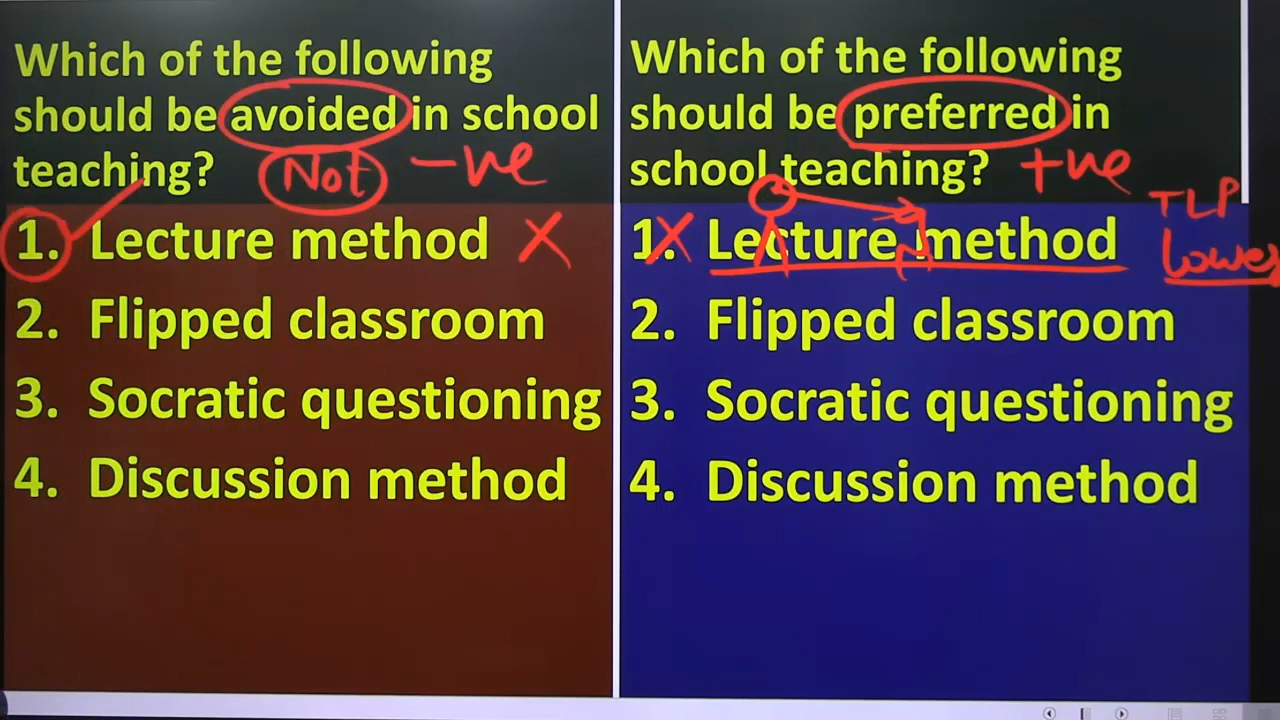 Which of the following
should be avoided in school
teaching? Not -ve
1. Lecture method X
2. Flipped classroom
3. Socratic questioning
4. Discussion method
Which of the following
should be preferred in
school teaching? +ve
TLP
1. Lecture method
Lowes
2. Flipped classroom
3. Socratic questioning
4. Discussion method